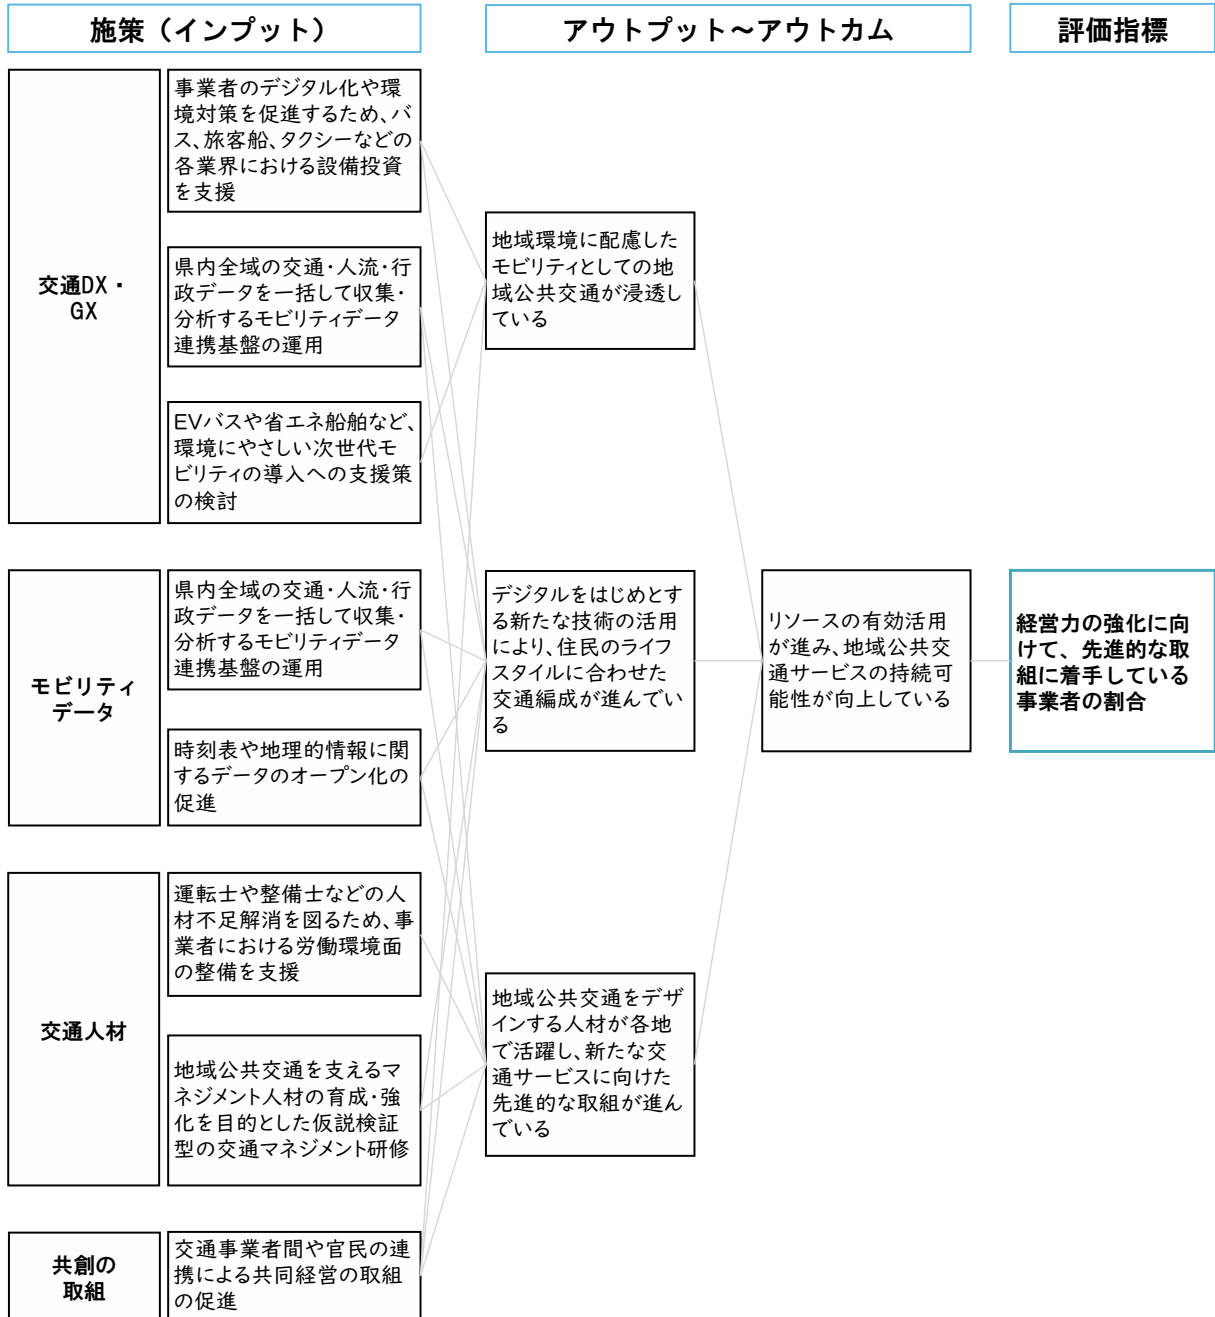 施策（インプット）
アウトプット～アウトカム
評価指標
交通DX・
GX
事業者のデジタル化や環
境対策を促進するため、バ
ス、旅客船、タクシーなどの
各業界における設備投資
を支援
県内全域の交通・人流・行
政データを一括して収集・
分析するモビリティデータ
連携基盤の運用
EVバスや省エネ船舶など、
環境にやさしい次世代モ
ビリティの導入への支援策
の検討
モビリティ
データ
県内全域の交通・人流・行
政データを一括して収集・
分析するモビリティデータ
連携基盤の運用
時刻表や地理的情報に関
するデータのオープン化の
促進
交通人材
運転士や整備士などの人
材不足解消を図るため、事
業者における労働環境面
の整備を支援
地域公共交通を支えるマ
ネジメント人材の育成・強
化を目的とした仮説検証
型の交通マネジメント研修
共創の
取組
交通事業者間や官民の連
携による共同経営の取組
の促進
地域環境に配慮した
モビリティとしての地
域公共交通が浸透し
ている
デジタルをはじめとす
る新たな技術の活用
により、住民のライフ
スタイルに合わせた
交通編成が進んでい
る
地域公共交通をデザ
インする人材が各地
で活躍し、新たな交
通サービスに向けた
先進的な取組が進ん
でいる
リソースの有効活用
が進み、地域公共交
通サービスの持続可
能性が向上している
経営力の強化に向
けて、先進的な取
組に着手している
事業者の割合